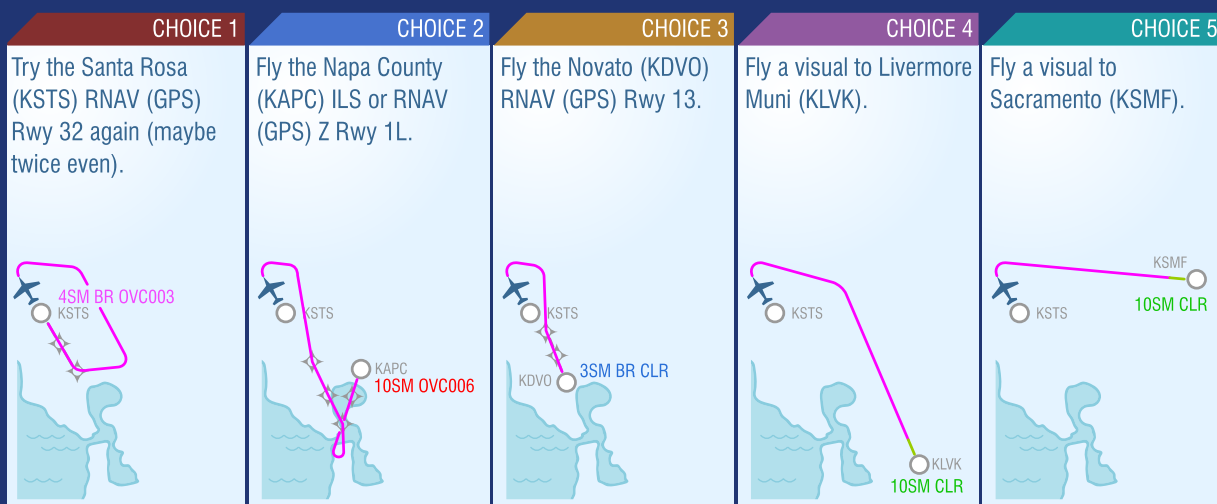 CHOICE 1
Try the Santa Rosa
(KSTS) RNAV (GPS)
Rwy 32 again (maybe
twice even).
4SM BR OVC003
KSTS
CHOICE 2
Fly the Napa County
(KAPC) ILS or RNAV
(GPS) Z Rwy 1L.
KSTS
KAPC
10SM OVC006
CHOICE 3
Fly the Novato (KDVO)
RNAV (GPS) Rwy 13.
KSTS
3SM BR CLR
KDVO
CHOICE 4
Fly a visual to Livermore
Muni (KLVK).
KSTS
KLVK
10SM CLR
CHOICE 5
Fly a visual to
Sacramento (KSMF).
KSMF
10SM CLR
KSTS